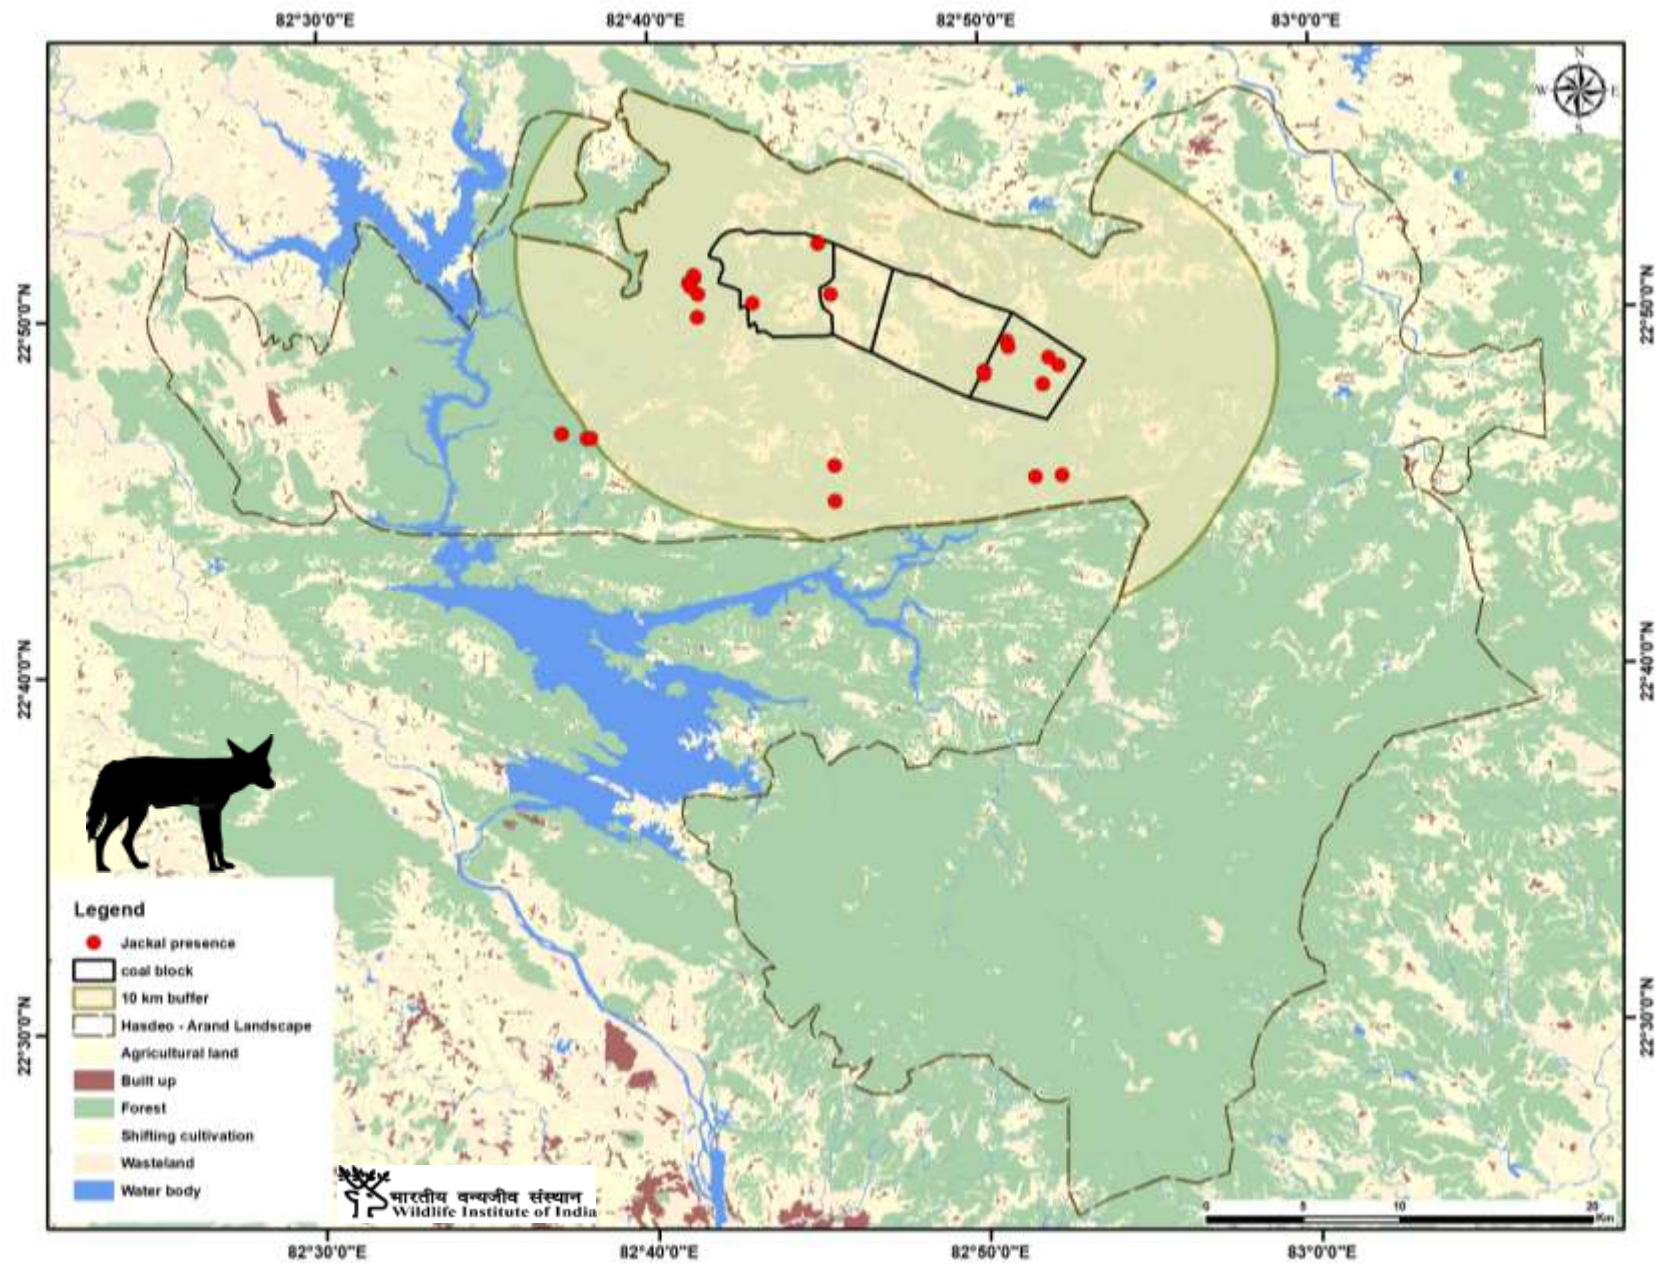 82°30'0"E 82°40'0"E 82°50'0"E 83°0'0"E
N
W E
S
22°50'0"N 22°50'0"N
22°40'0"N 22°40'0"N
22°30'0"N 22°30'0"N
Legend
Jackal presence
coal block
10 km buffer
Hasdeo - Arand Landscape
Agricultural land
Built up
Forest
Shifting cultivation
Wasteland
Water body
भारतीय वन्यजीव संस्थान
Wildlife Institute of India
0 5 10 20
Km
82°30'0"E 82°40'0"E 82°50'0"E 83°0'0"E